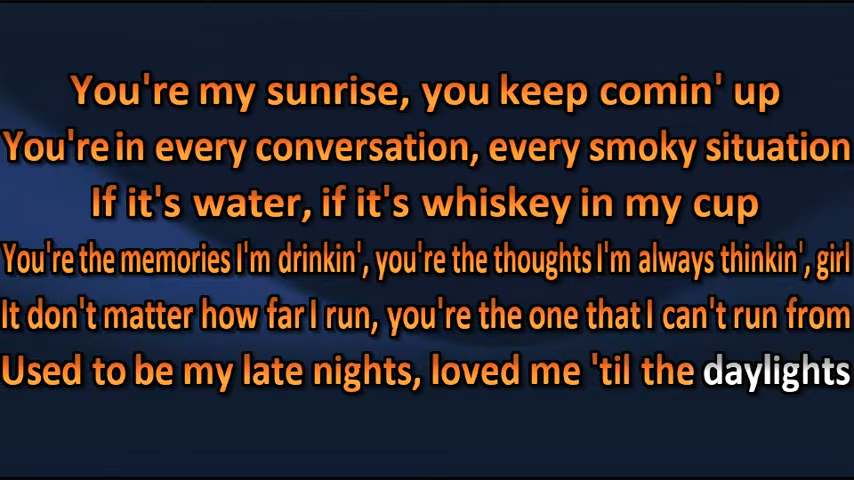 You're my sunrise, you keep comin' up
You're in every conversation, every smoky situation
If it's water, if it's whiskey in my cup
You're the memories I'm drinkin', you're the thoughts I'm always thinkin', girl
It don't matter how far I run, you're the one that I can't run from
Used to be my late nights, loved me 'til the daylights